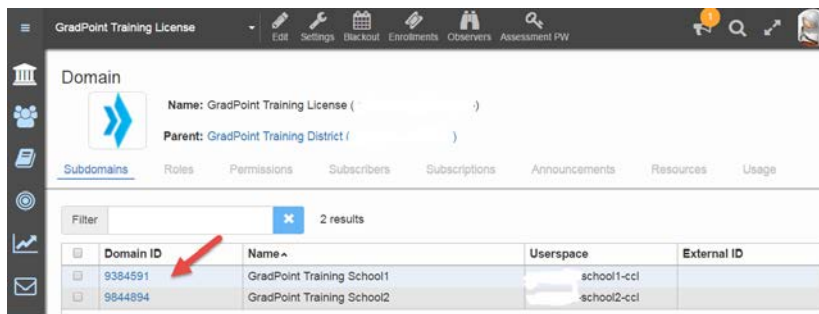 GradPoint Training License
Edit Settings Blackout Enrollments Observers Assessment PW
1
Domain
Name: GradPoint Training License ( )
Parent: GradPoint Training District ( )
Subdomains Roles Permissions Subscribers Subscriptions Announcements Resources Usage
Filter 2 results
Domain ID Name Userspace External ID
9384591 GradPoint Training School1 school1-ccl
9844894 GradPoint Training School2 -school2-ccl